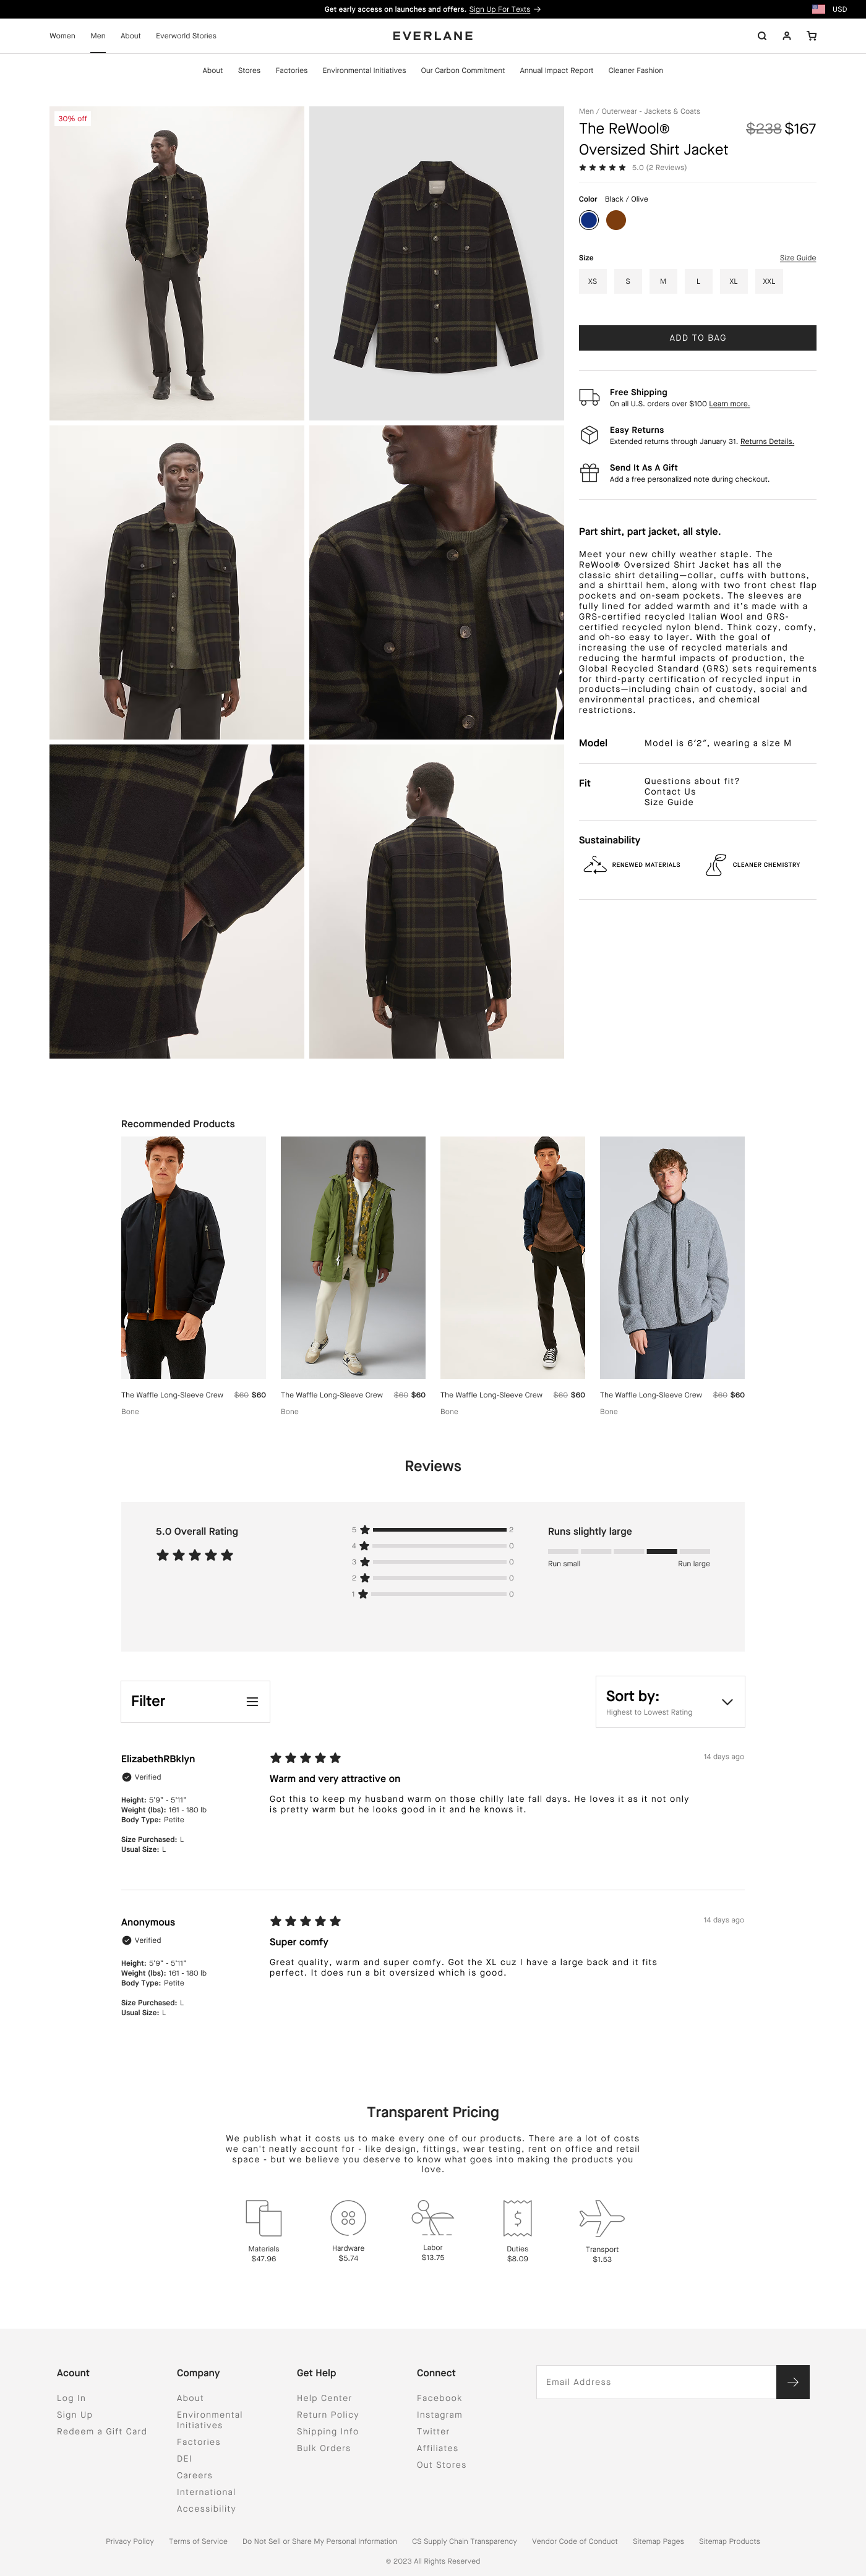 Get early access on launches and offers. Sign Up For Texts →
USD
Women
Men
About
Everworld Stories
EVERLANE
About
Stores
Factories
Environmental Initiatives
Our Carbon Commitment
Annual Impact Report
Cleaner Fashion
30% off
Men / Outerwear - Jackets & Coats
The ReWool®
Oversized Shirt Jacket
$238 $167
5.0 (2 Reviews)
Color Black / Olive
Size
Size Guide
XS
S
M
L
XL
XXL
ADD TO BAG
Free Shipping
On all U.S. orders over $100 Learn more.
Easy Returns
Extended returns through January 31. Returns Details.
Send It As A Gift
Add a free personalized note during checkout.
Part shirt, part jacket, all style.
Meet your new chilly weather staple. The
ReWool® Oversized Shirt Jacket has all the
classic shirt detailing—collar, cuffs with buttons,
and a shirttail hem, along with two front chest flap
pockets and on-seam pockets. The sleeves are
fully lined for added warmth and it's made with a
GRS-certified recycled Italian Wool and GRS-
certified recycled nylon blend. Think cozy, comfy,
and oh-so easy to layer. With the goal of
increasing the use of recycled materials and
reducing the harmful impacts of production, the
Global Recycled Standard (GRS) sets requirements
for third-party certification of recycled input in
products—including chain of custody, social and
environmental practices, and chemical
restrictions.
Model
Model is 6'2", wearing a size M
Fit
Questions about fit?
Contact Us
Size Guide
Sustainability
RENEWED MATERIALS
CLEANER CHEMISTRY
Recommended Products
The Waffle Long-Sleeve Crew $60 $60
Bone
The Waffle Long-Sleeve Crew $60 $60
Bone
The Waffle Long-Sleeve Crew $60 $60
Bone
The Waffle Long-Sleeve Crew $60 $60
Bone
Reviews
5.0 Overall Rating
5 2
4 0
3 0
2 0
1 0
Runs slightly large
Run small
Run large
Filter
Sort by:
Highest to Lowest Rating
ElizabethRBklyn
Verified
Height: 5'9" - 5'11"
Weight (lbs): 161 - 180 lb
Body Type: Petite
Size Purchased: L
Usual Size: L
14 days ago
Warm and very attractive on
Got this to keep my husband warm on those chilly late fall days. He loves it as it not only
is pretty warm but he looks good in it and he knows it.
Anonymous
Verified
Height: 5'9" - 5'11"
Weight (lbs): 161 - 180 lb
Body Type: Petite
Size Purchased: L
Usual Size: L
14 days ago
Super comfy
Great quality, warm and super comfy. Got the XL cuz I have a large back and it fits
perfect. It does run a bit oversized which is good.
Transparent Pricing
We publish what it costs us to make every one of our products. There are a lot of costs
we can't neatly account for - like design, fittings, wear testing, rent on office and retail
space - but we believe you deserve to know what goes into making the products you
love.
Materials
$47.96
Hardware
$5.74
Labor
$13.75
Duties
$8.09
Transport
$1.53
Acount
Log In
Sign Up
Redeem a Gift Card
Company
About
Environmental
Initiatives
Factories
DEI
Careers
International
Accessibility
Get Help
Help Center
Return Policy
Shipping Info
Bulk Orders
Connect
Facebook
Instagram
Twitter
Affiliates
Out Stores
Email Address
Privacy Policy
Terms of Service
Do Not Sell or Share My Personal Information
CS Supply Chain Transparency
Vendor Code of Conduct
Sitemap Pages
Sitemap Products
© 2023 All Rights Reserved